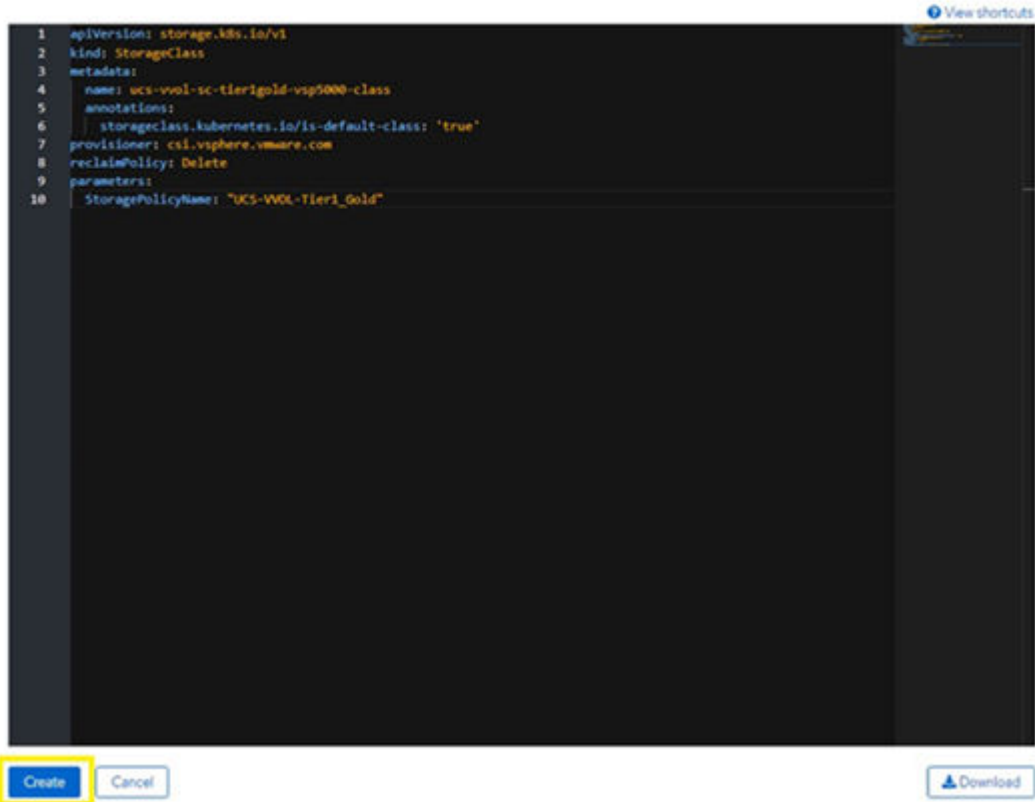 View shortcuts
1 apiVersion: storage.k8s.io/v1
2 kind: StorageClass
3 metadata:
4 name: ucs-vvol-sc-tier1gold-vsp5000-class
5 annotations:
6 storageclass.kubernetes.io/is-default-class: 'true'
7 provisioner: csi.vsphere.vmware.com
8 reclaimPolicy: Delete
9 parameters:
10 StoragePolicyName: "UCS-VVOL-Tier1_Gold"
Create Cancel Download